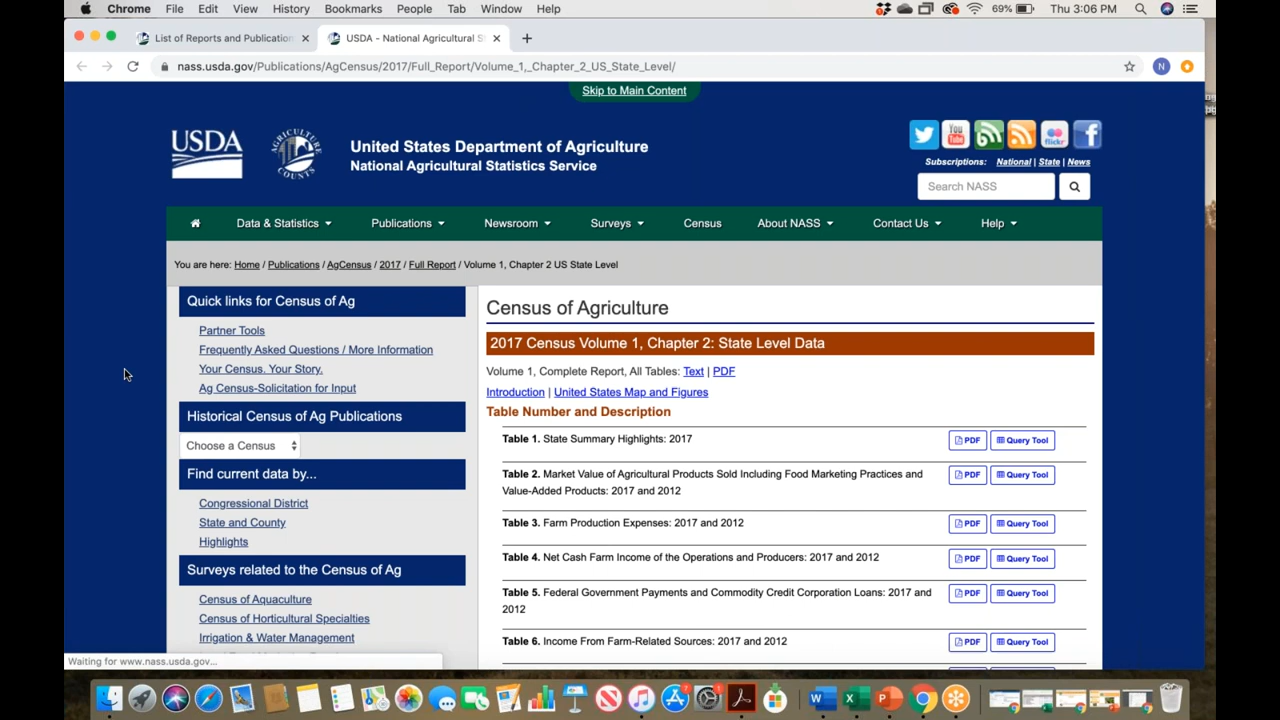 Chrome File Edit View History Bookmarks People Tab Window Help 69% Thu 3:06 PM
List of Reports and Publication
USDA - National Agricultural S
nass.usda.gov/Publications/AgCensus/2017/Full_Report/Volume_1,_Chapter_2_US_State_Level/
N
Skip to Main Content
USDA
AGRICULTURE COUNTS
United States Department of Agriculture
National Agricultural Statistics Service
You Tube
flickr
Subscriptions: National | State | News
Search NASS
Data & Statistics Publications Newsroom Surveys Census About NASS Contact Us Help
You are here: Home / Publications / AgCensus / 2017 / Full Report / Volume 1, Chapter 2 US State Level
Quick links for Census of Ag
Partner Tools
Frequently Asked Questions / More Information
Your Census. Your Story.
Ag Census-Solicitation for Input
Historical Census of Ag Publications
Choose a Census
Find current data by...
Congressional District
State and County
Highlights
Surveys related to the Census of Ag
Census of Aquaculture
Census of Horticultural Specialties
Irrigation & Water Management
Waiting for www.nass.usda.gov...
Census of Agriculture
2017 Census Volume 1, Chapter 2: State Level Data
Volume 1, Complete Report, All Tables: Text | PDF
Introduction | United States Map and Figures
Table Number and Description
Table 1. State Summary Highlights: 2017 PDF Query Tool
Table 2. Market Value of Agricultural Products Sold Including Food Marketing Practices and PDF Query Tool
Value-Added Products: 2017 and 2012
Table 3. Farm Production Expenses: 2017 and 2012 PDF Query Tool
Table 4. Net Cash Farm Income of the Operations and Producers: 2017 and 2012 PDF Query Tool
Table 5. Federal Government Payments and Commodity Credit Corporation Loans: 2017 and PDF Query Tool
2012
Table 6. Income From Farm-Related Sources: 2017 and 2012 PDF Query Tool